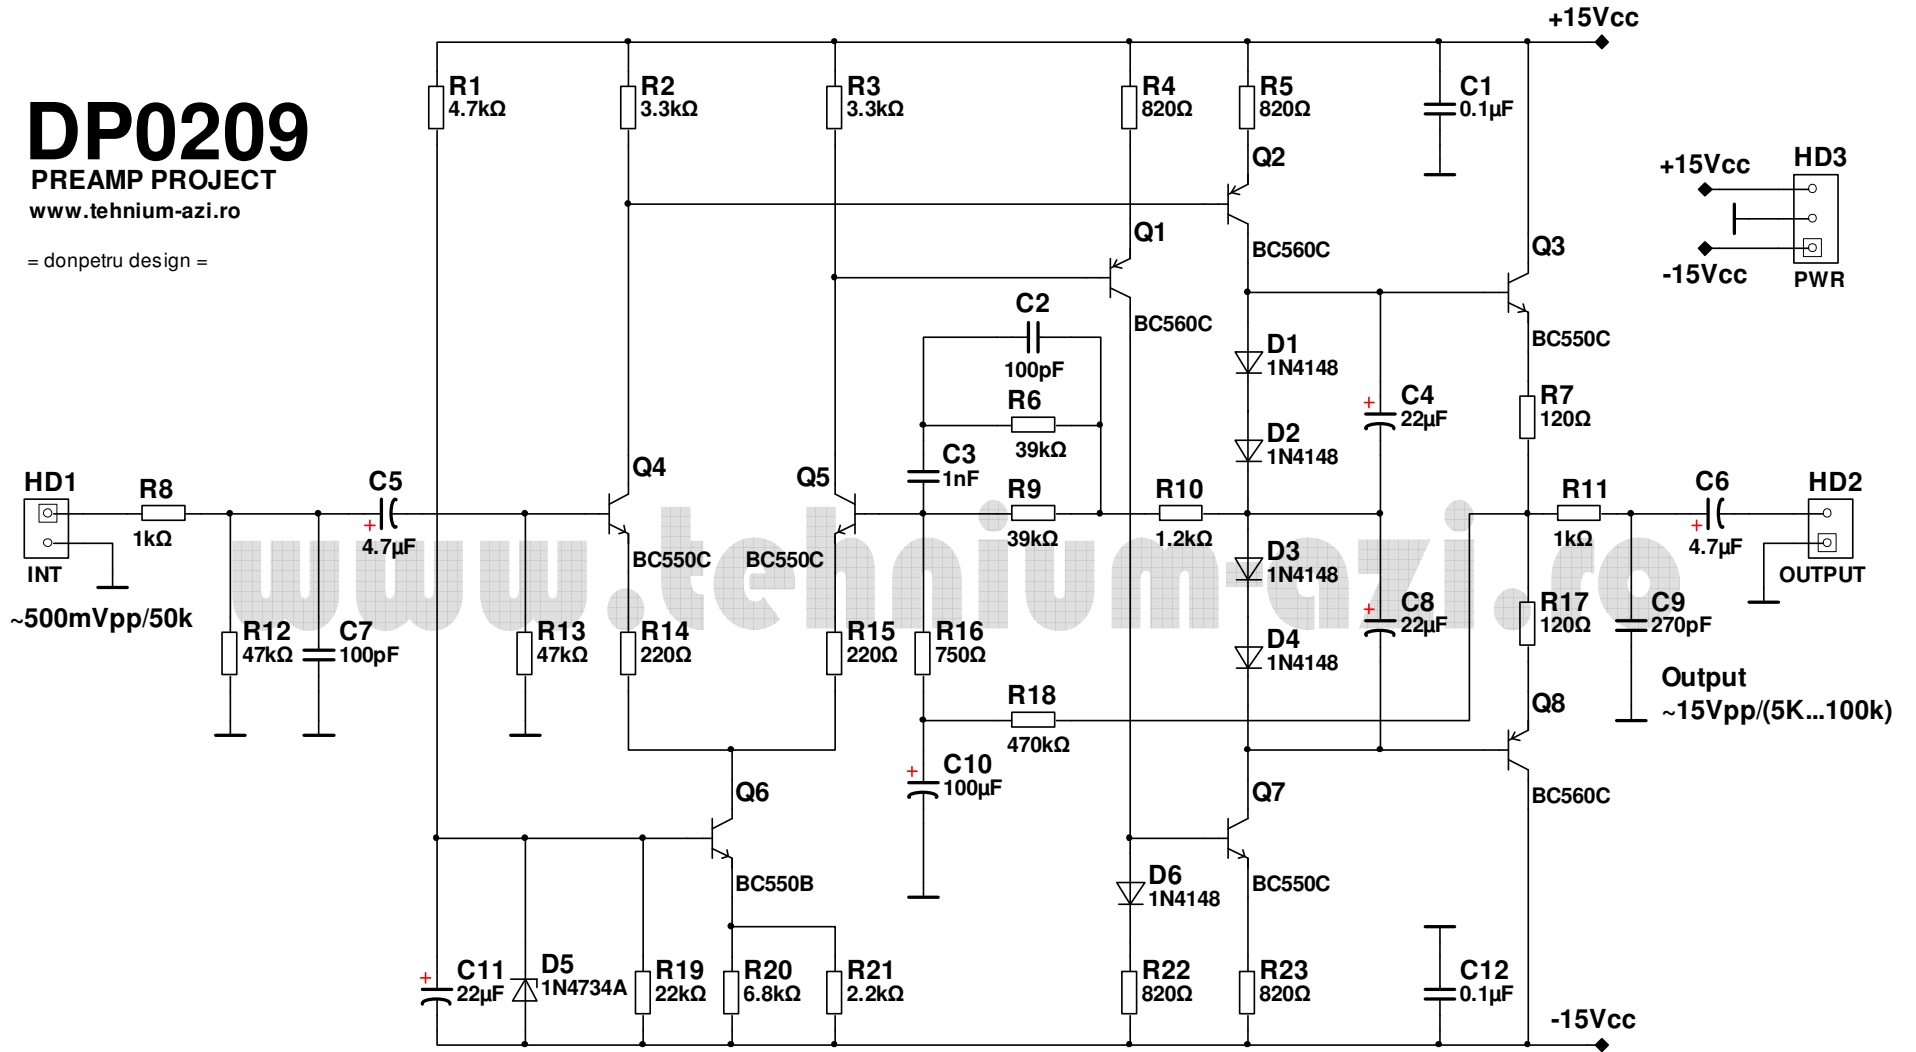 +15Vcc
DP0209
PREAMP PROJECT
www.tehnium-azi.ro
= donpetru design =
R1
4.7kΩ
R2
3.3kΩ
R3
3.3kΩ
R4
820Ω
R5
820Ω
C1
0.1µF
Q2
BC560C
HD3
+15Vcc
-15Vcc
PWR
Q1
BC560C
Q3
BC550C
C2
100pF
R6
39kΩ
C3
1nF
D1
1N4148
D2
1N4148
C4
+
22µF
R7
120Ω
HD1
INT
~500mVpp/50k
R8
1kΩ
C5
+
4.7µF
Q4
BC550C
Q5
BC550C
R9
39kΩ
R10
1.2kΩ
R11
1kΩ
C6
+
4.7µF
HD2
OUTPUT
www.tehnium-azi.ro
D3
1N4148
C8
+
22µF
R17
120Ω
C9
270pF
R12
47kΩ
C7
100pF
R13
47kΩ
R14
220Ω
R15
220Ω
R16
750Ω
D4
1N4148
Output
~15Vpp/(5K...100k)
R18
470kΩ
Q8
BC560C
C10
+
100µF
Q6
BC550B
Q7
BC550C
D6
1N4148
C11
+
22µF
D5
1N4734A
R19
22kΩ
R20
6.8kΩ
R21
2.2kΩ
R22
820Ω
R23
820Ω
C12
0.1µF
-15Vcc